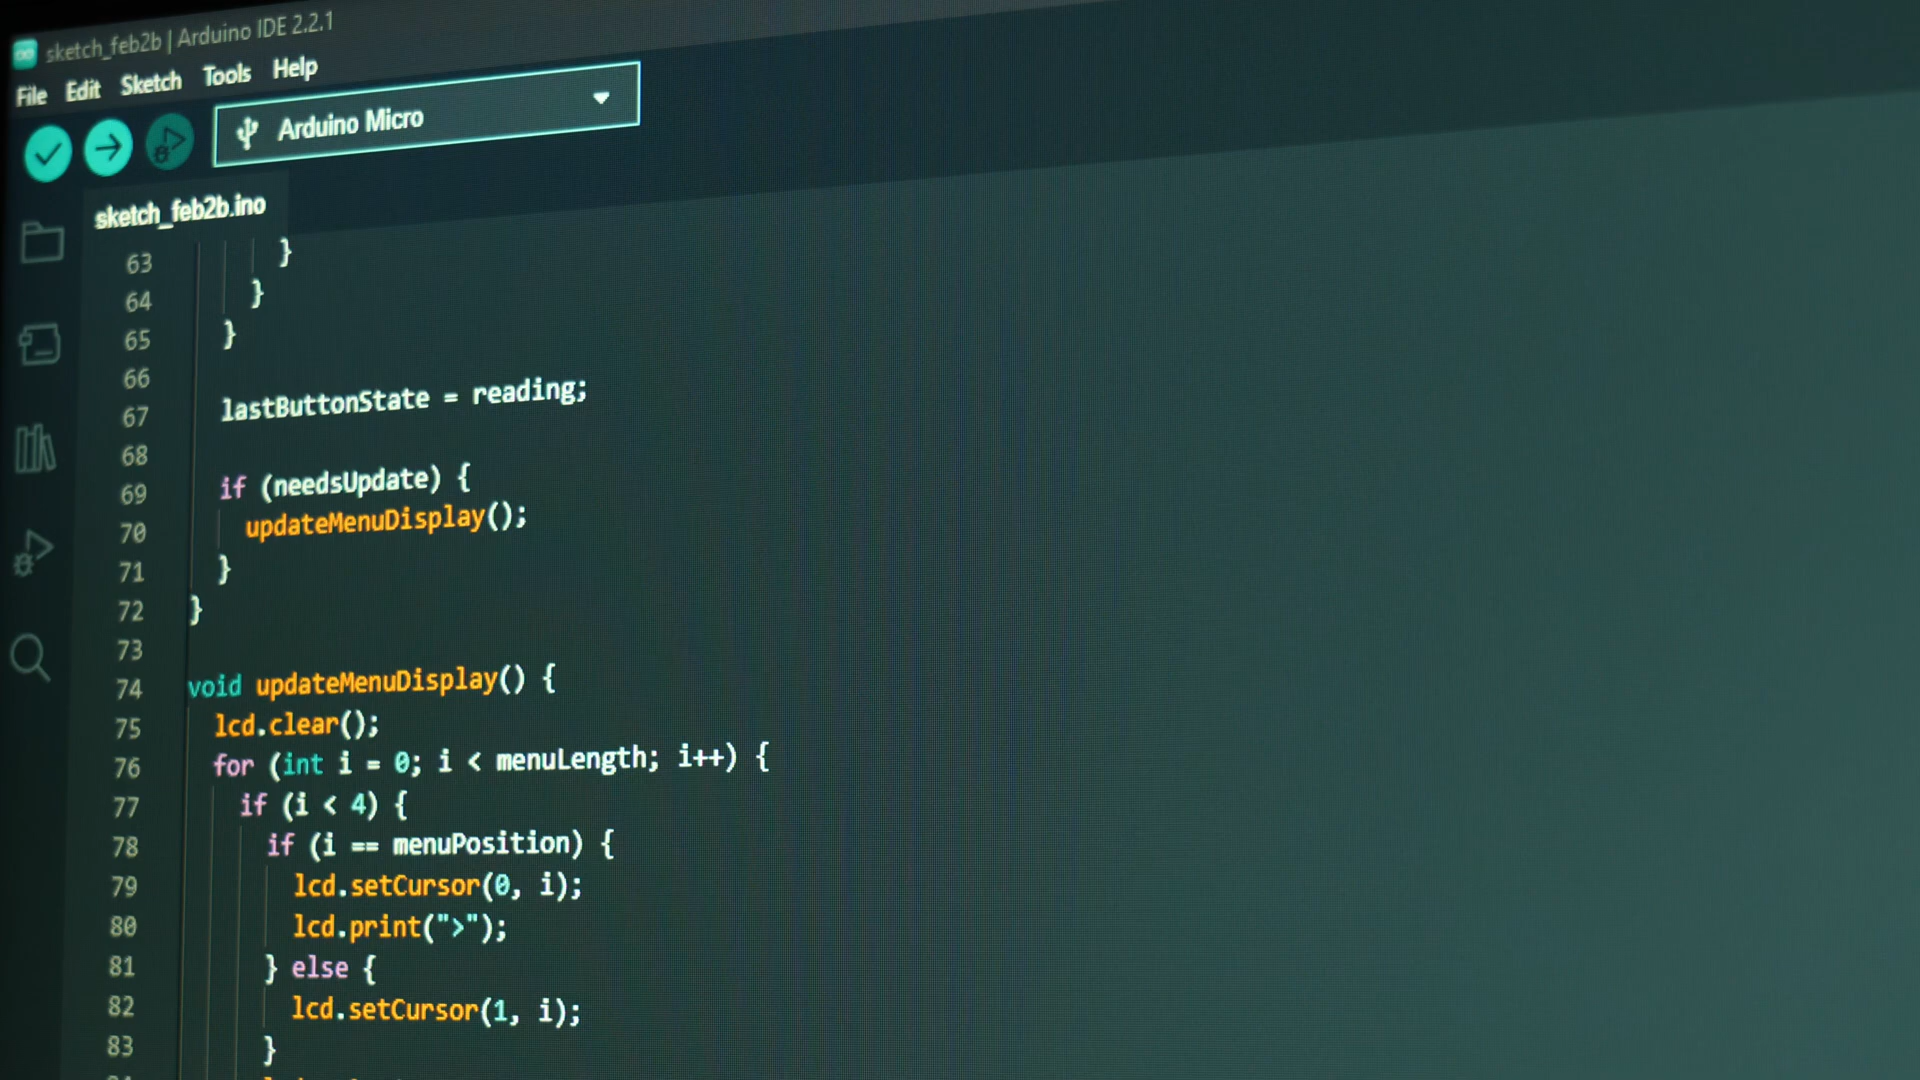 sketch_feb2b | Arduino IDE 2.2.1
File Edit Sketch Tools Help
Arduino Micro
sketch_feb2b.ino
63 }
64 }
65 }
66
67 lastButtonState = reading;
68
69 if (needsUpdate) {
70 updateMenuDisplay();
71 }
72 }
73
74 void updateMenuDisplay() {
75 lcd.clear();
76 for (int i = 0; i < menuLength; i++) {
77 if (i < 4) {
78 if (i == menuPosition) {
79 lcd.setCursor(0, i);
80 lcd.print(">");
81 } else {
82 lcd.setCursor(1, i);
83 }